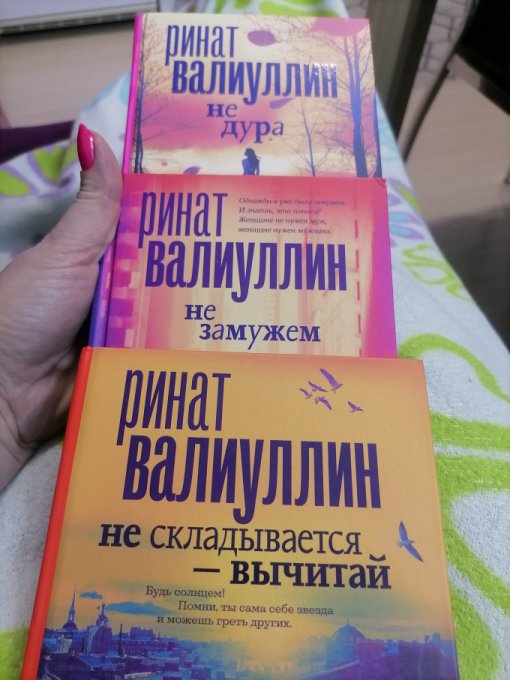 Ринат
Валиуллин
не
дура
Ринат
Валиуллин
Однажды я уже была замужем.
И знаешь, что поняла?
Женщине не нужен муж,
женщине нужен мужчина.
не
замужем
Ринат
Валиуллин
не складывается
— вычитай
Будь солнцем!
Помни, ты сама себе звезда
и можешь греть других.